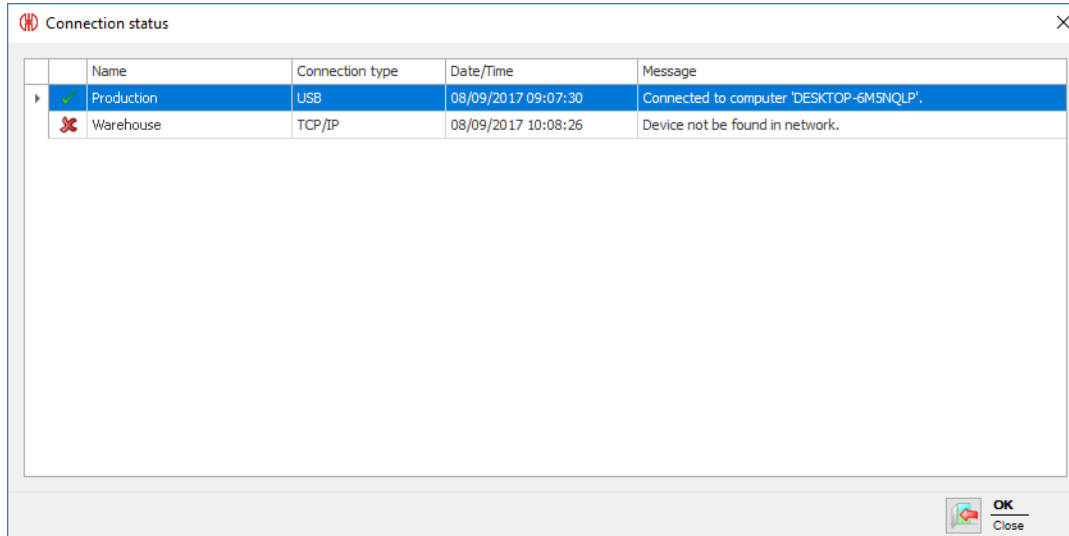 Connection status
Name Connection type Date/Time Message
Production USB 08/09/2017 09:07:30 Connected to computer 'DESKTOP-6M5NQLP'.
Warehouse TCP/IP 08/09/2017 10:08:26 Device not be found in network.
OK
Close